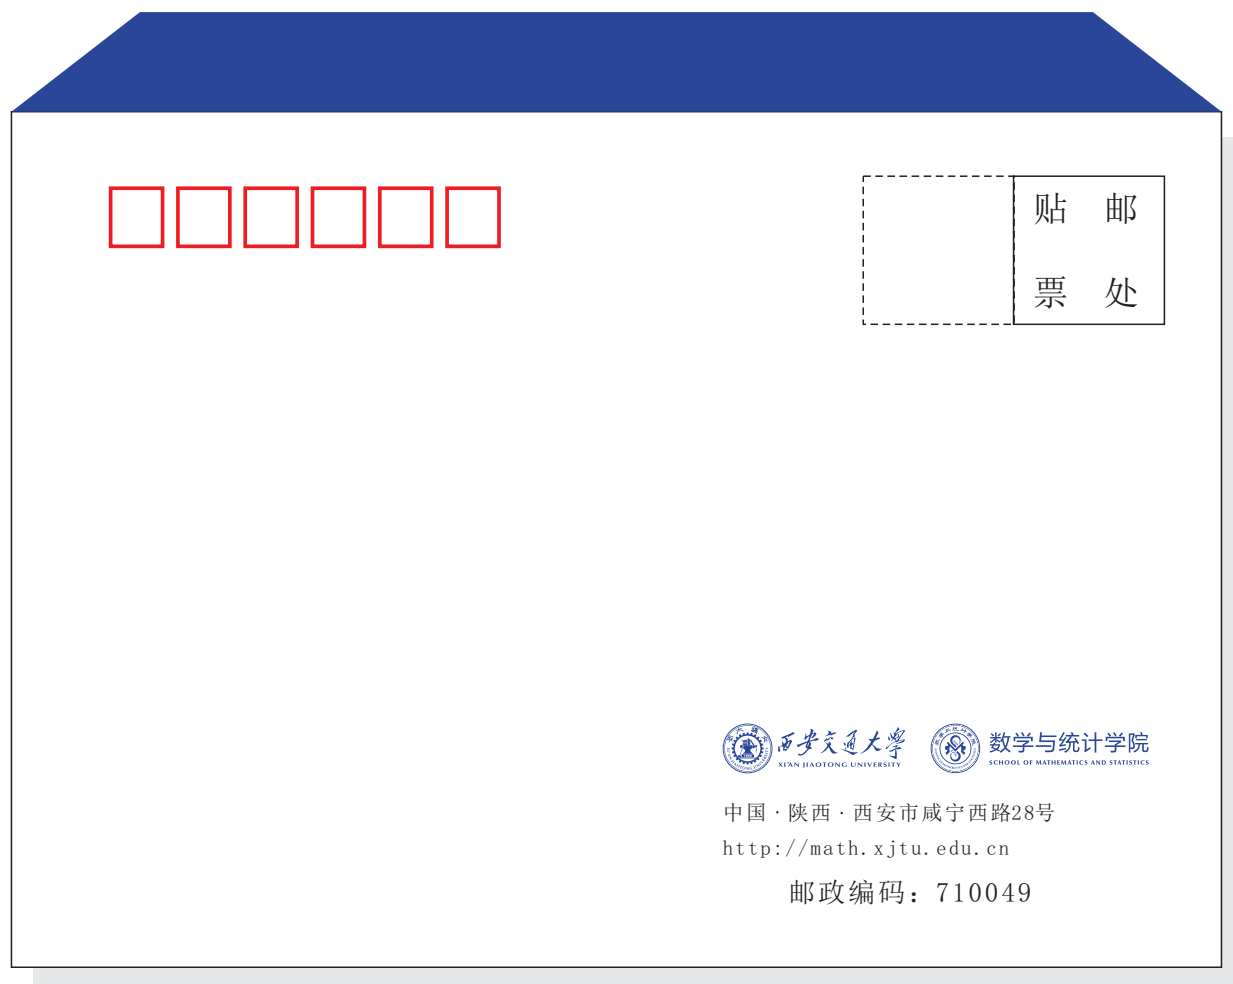 贴 邮
票 处
西安交通大學
XI'AN JIAOTONG UNIVERSITY
数学与统计学院
SCHOOL OF MATHEMATICS AND STATISTICS
中国·陕西·西安市咸宁西路28号
http://math.xjtu.edu.cn
邮政编码：710049